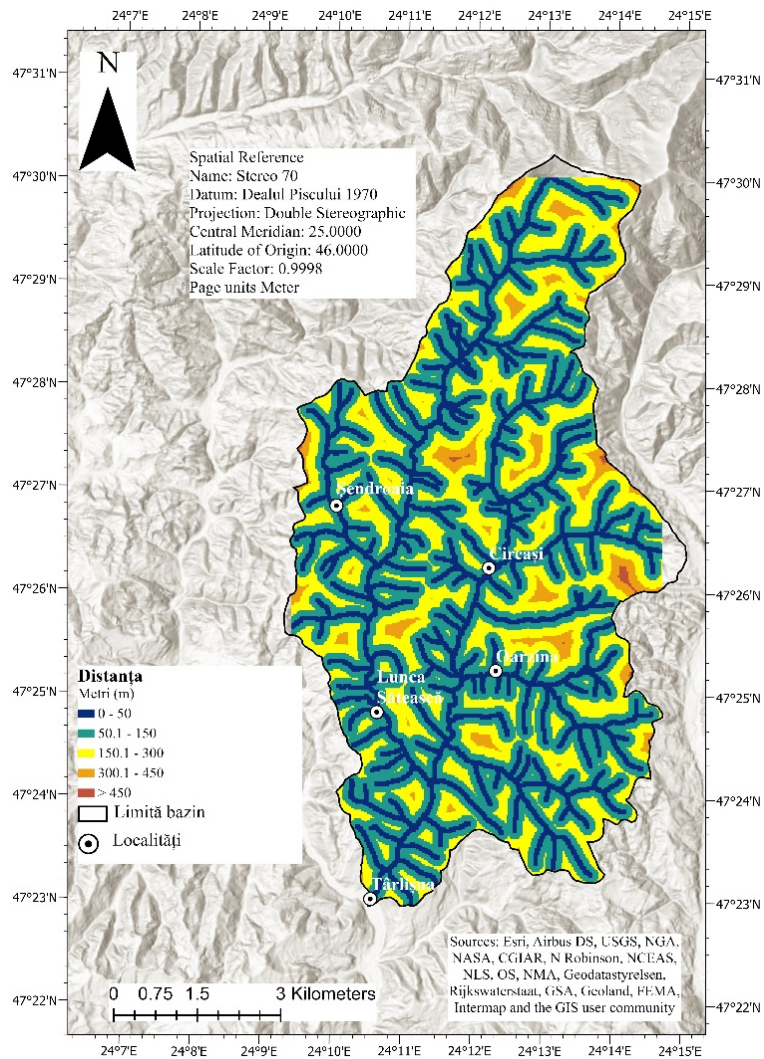 24°7'E 24°8'E 24°9'E 24°10'E 24°11'E 24°12'E 24°13'E 24°14'E 24°15'E
47°31'N 47°31'N
N
Spatial Reference
Name: Stereo 70
Datum: Dealul Piscului 1970
Projection: Double Stereographic
Central Meridian: 25.0000
Latitude of Origin: 46.0000
Scale Factor: 0.9998
Page units Meter
47°30'N 47°30'N
47°29'N 47°29'N
47°28'N 47°28'N
47°27'N 47°27'N
Șendroaia
Circași
47°26'N 47°26'N
Lunca
Sătească
47°25'N 47°25'N
Distanța
Metri (m)
0 - 50
50.1 - 150
150.1 - 300
300.1 - 450
> 450
Limită bazin
Localități
47°24'N 47°24'N
Târlișua
47°23'N 47°23'N
Sources: Esri, Airbus DS, USGS, NGA,
NASA, CGIAR, N Robinson, NCEAS,
NLS, OS, NMA, Geodatastyrelsen,
Rijkswaterstaat, GSA, Geoland, FEMA,
Intermap and the GIS user community
47°22'N 47°22'N
0 0.75 1.5 3 Kilometers
24°7'E 24°8'E 24°9'E 24°10'E 24°11'E 24°12'E 24°13'E 24°14'E 24°15'E